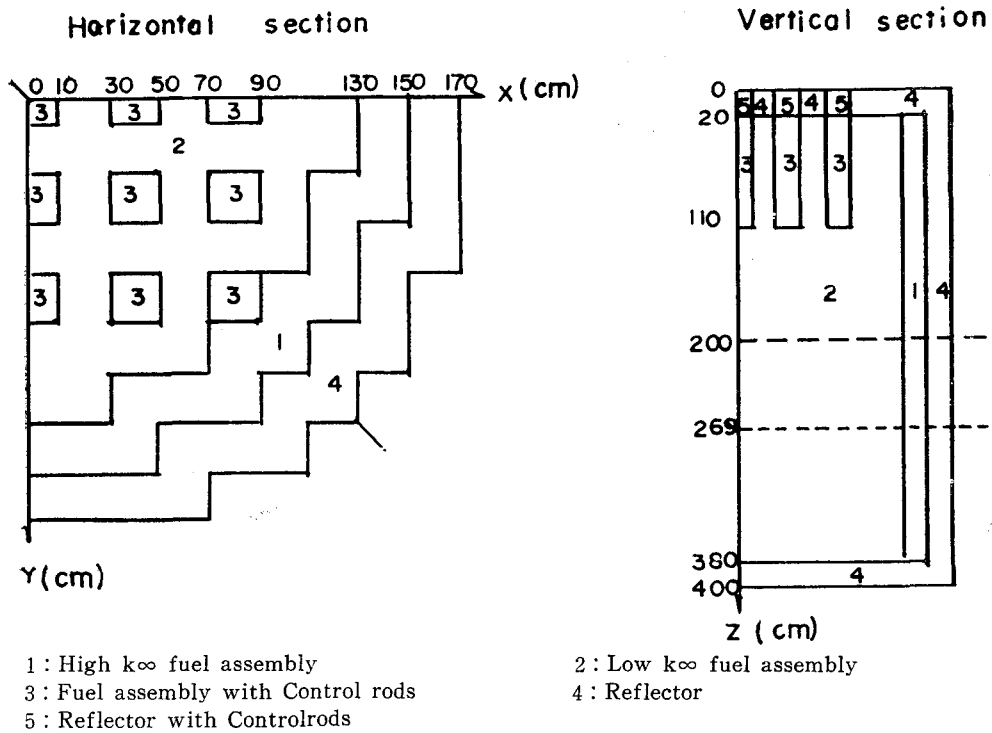 Horizontal section
Vertical section
0 10 30 50 70 90 130 150 170 X (cm)
3 3 3
2
3 3 3
3 3 3
1
4
Y (cm)
0
5 4 5 4 5 4
20
3 3 3
110
2 1 4
200
269
380
4
400
Z (cm)
1 : High k∞ fuel assembly
2 : Low k∞ fuel assembly
3 : Fuel assembly with Control rods
4 : Reflector
5 : Reflector with Controlrods